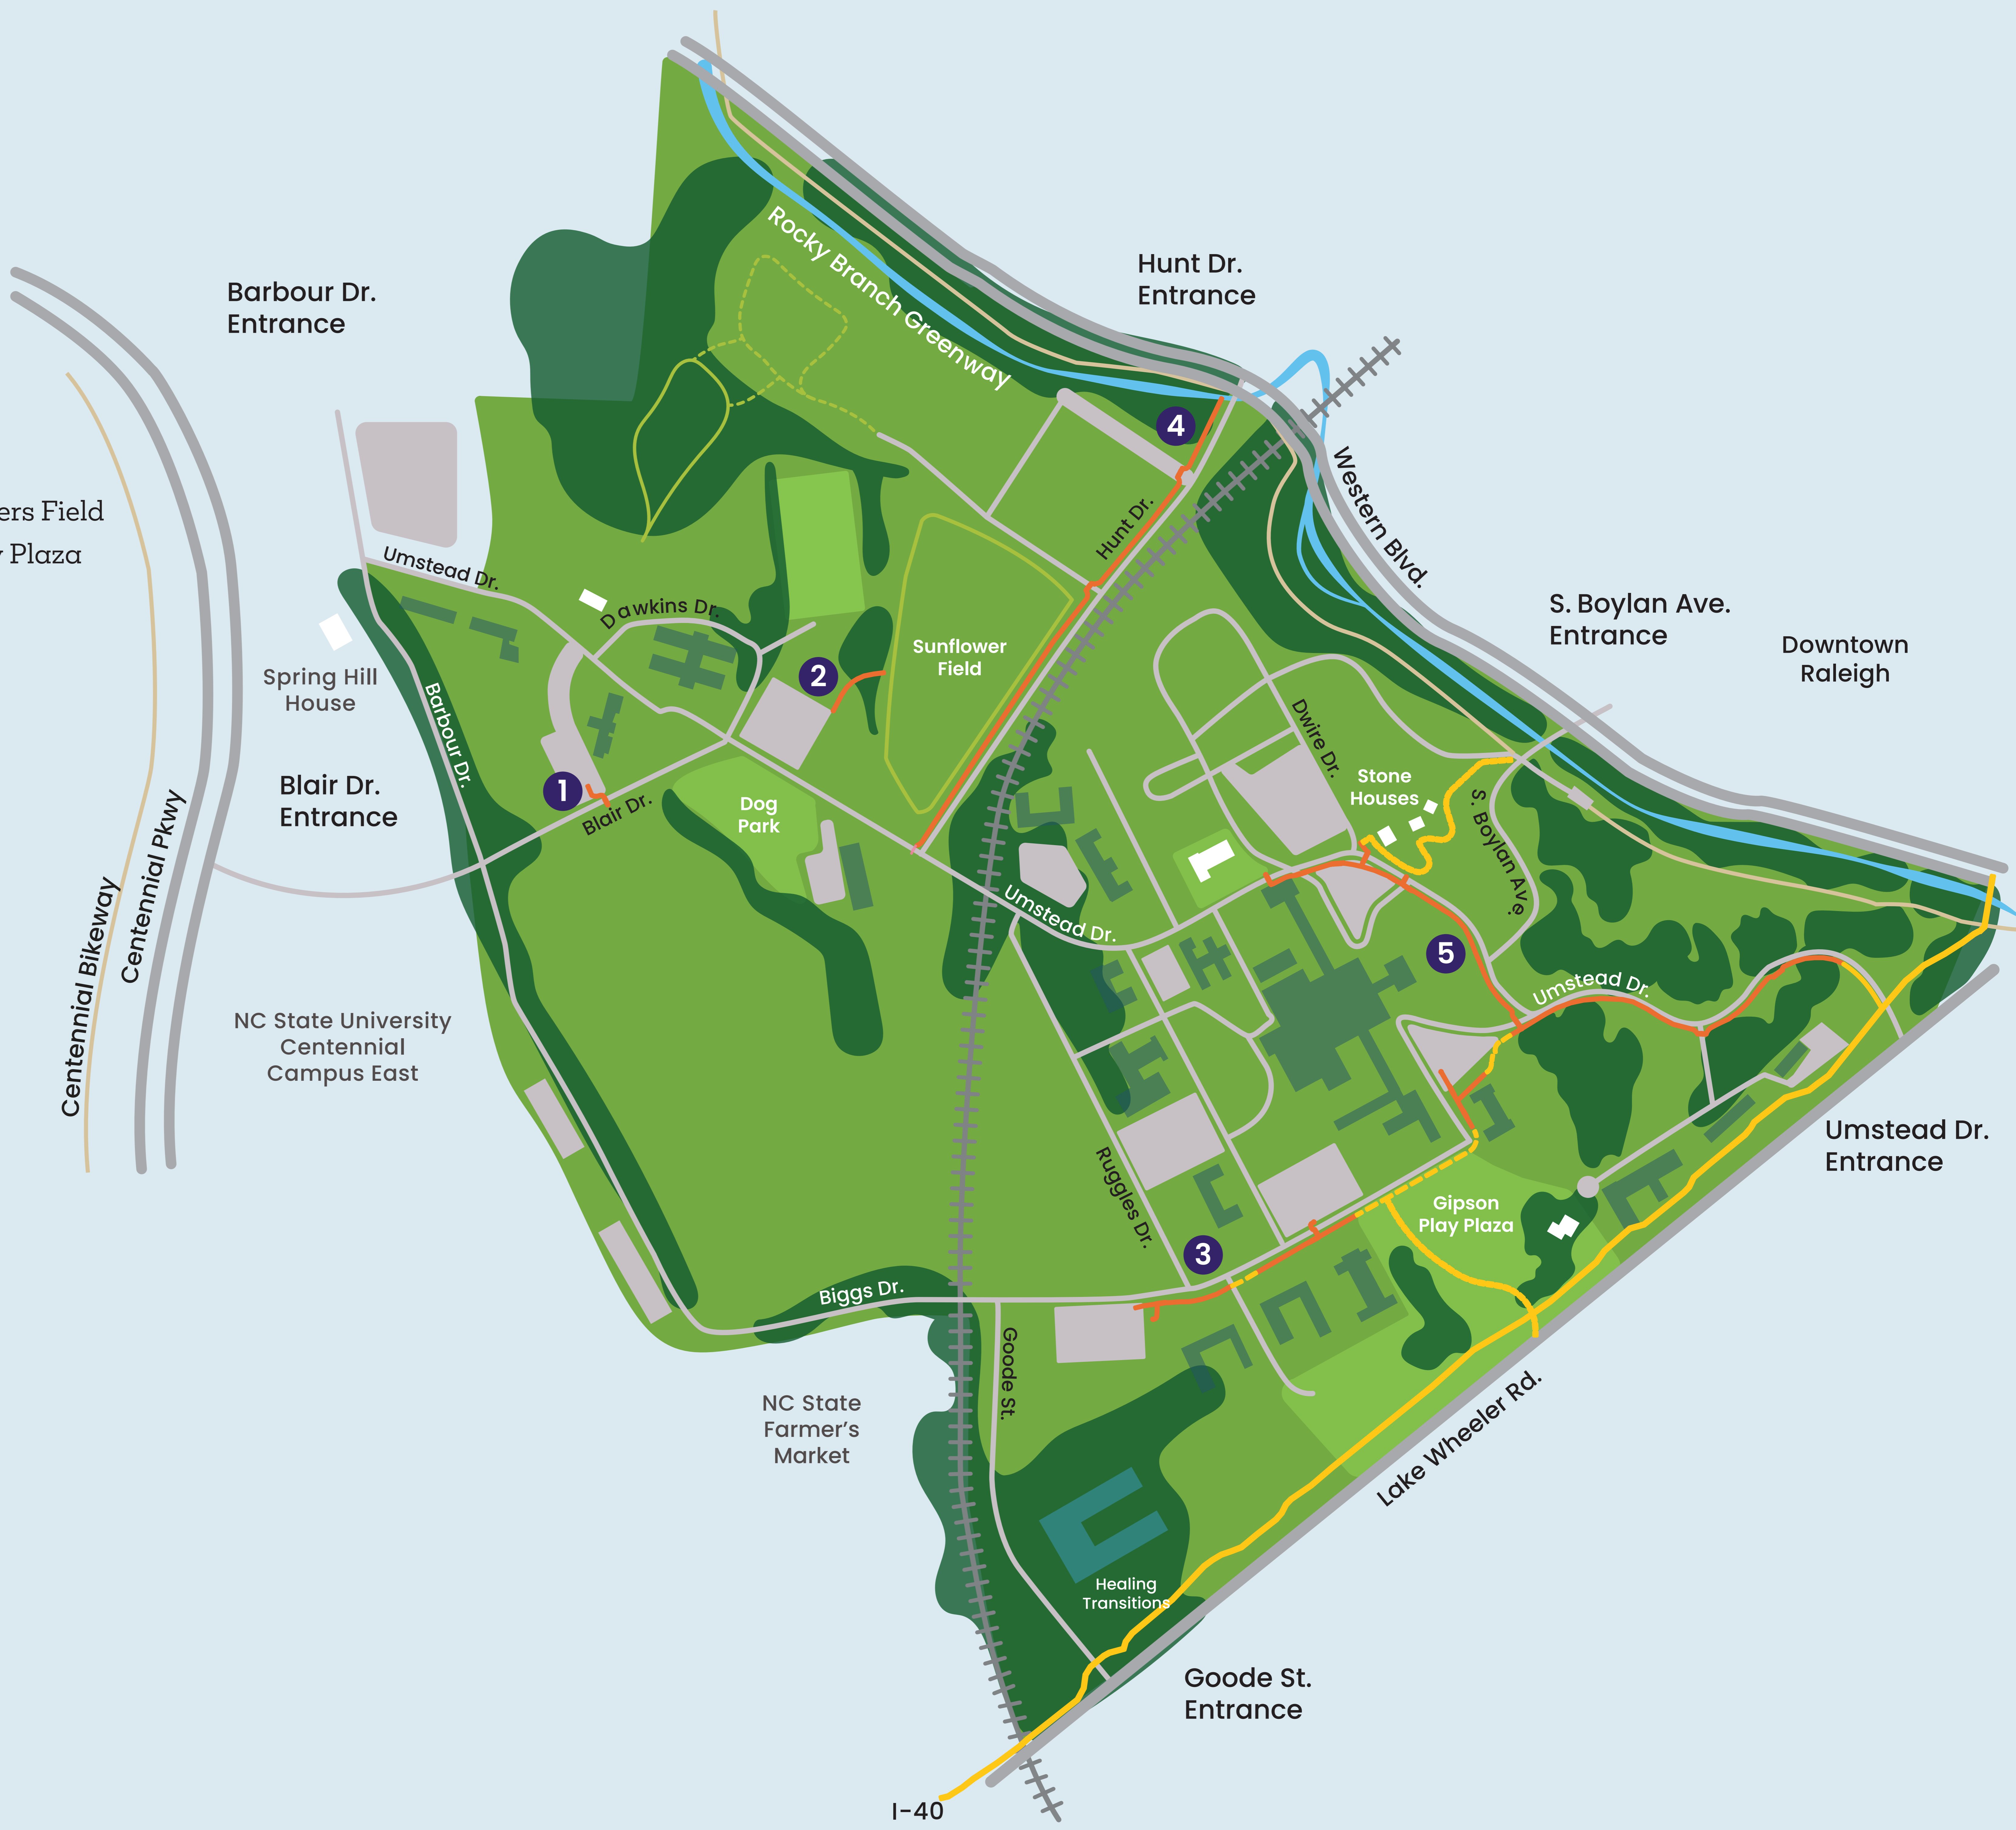 Hunt Dr.
Entrance
Barbour Dr.
Entrance
Rocky Branch Greenway
4
Western Blvd.
ers Field
Plaza
Umstead Dr.
Hunt Dr.
Dawkins Dr.
S. Boylan Ave.
Entrance
Downtown
Raleigh
Spring Hill
House
2
Sunflower
Field
Barbour Dr.
Dwire Dr.
Blair Dr.
Entrance
1
Blair Dr.
Dog
Park
Stone
Houses
S. Boylan Ave.
Centennial Pkwy
Centennial Bikeway
Umstead Dr.
5
Umstead Dr.
NC State University
Centennial
Campus East
Umstead Dr.
Entrance
Ruggles Dr.
Gipson
Play Plaza
3
Biggs Dr.
Goode St.
NC State
Farmer's
Market
Lake Wheeler Rd.
Healing
Transitions
Goode St.
Entrance
I-40